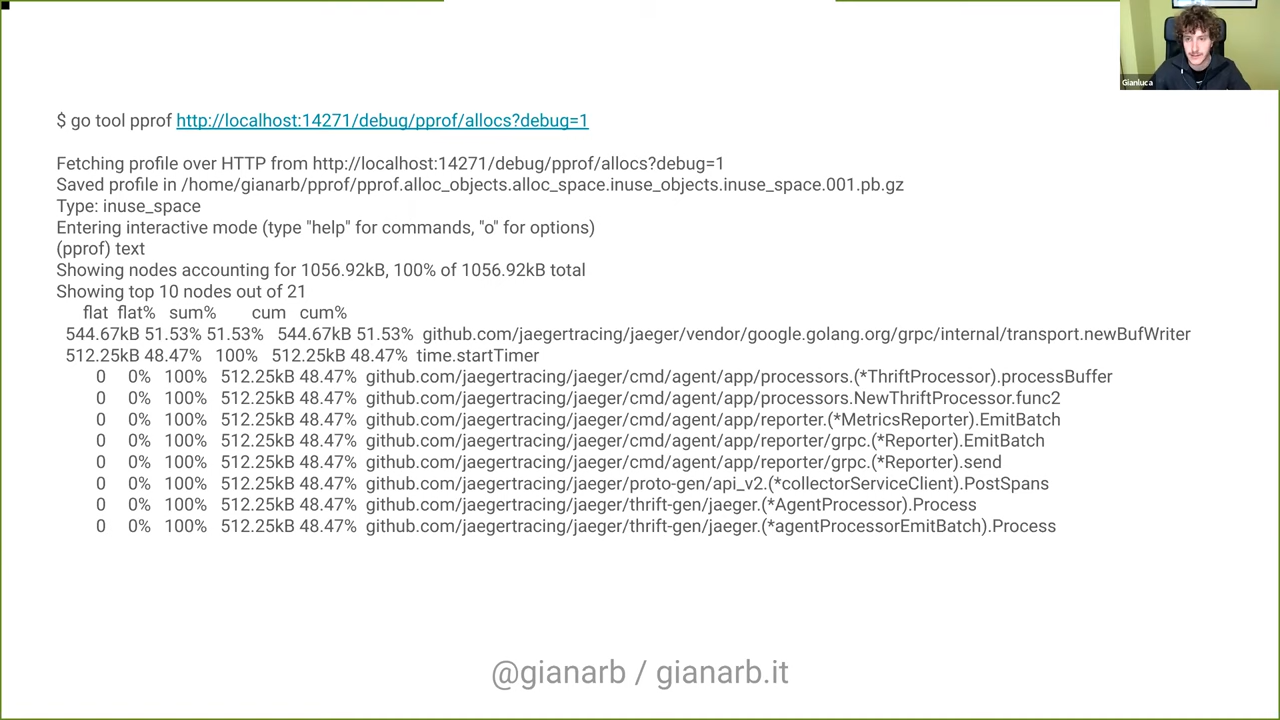 Gianluca
$ go tool pprof http://localhost:14271/debug/pprof/allocs?debug=1
Fetching profile over HTTP from http://localhost:14271/debug/pprof/allocs?debug=1
Saved profile in /home/gianarb/pprof/pprof.alloc_objects.alloc_space.inuse_objects.inuse_space.001.pb.gz
Type: inuse_space
Entering interactive mode (type "help" for commands, "o" for options)
(pprof) text
Showing nodes accounting for 1056.92kB, 100% of 1056.92kB total
Showing top 10 nodes out of 21
flat flat% sum% cum cum%
544.67kB 51.53% 51.53% 544.67kB 51.53% github.com/jaegertracing/jaeger/vendor/google.golang.org/grpc/internal/transport.newBufWriter
512.25kB 48.47% 100% 512.25kB 48.47% time.startTimer
0 0% 100% 512.25kB 48.47% github.com/jaegertracing/jaeger/cmd/agent/app/processors.(*ThriftProcessor).processBuffer
0 0% 100% 512.25kB 48.47% github.com/jaegertracing/jaeger/cmd/agent/app/processors.NewThriftProcessor.func2
0 0% 100% 512.25kB 48.47% github.com/jaegertracing/jaeger/cmd/agent/app/reporter.(*MetricsReporter).EmitBatch
0 0% 100% 512.25kB 48.47% github.com/jaegertracing/jaeger/cmd/agent/app/reporter/grpc.(*Reporter).EmitBatch
0 0% 100% 512.25kB 48.47% github.com/jaegertracing/jaeger/cmd/agent/app/reporter/grpc.(*Reporter).send
0 0% 100% 512.25kB 48.47% github.com/jaegertracing/jaeger/proto-gen/api_v2.(*collectorServiceClient).PostSpans
0 0% 100% 512.25kB 48.47% github.com/jaegertracing/jaeger/thrift-gen/jaeger.(*AgentProcessor).Process
0 0% 100% 512.25kB 48.47% github.com/jaegertracing/jaeger/thrift-gen/jaeger.(*agentProcessorEmitBatch).Process
@gianarb / gianarb.it